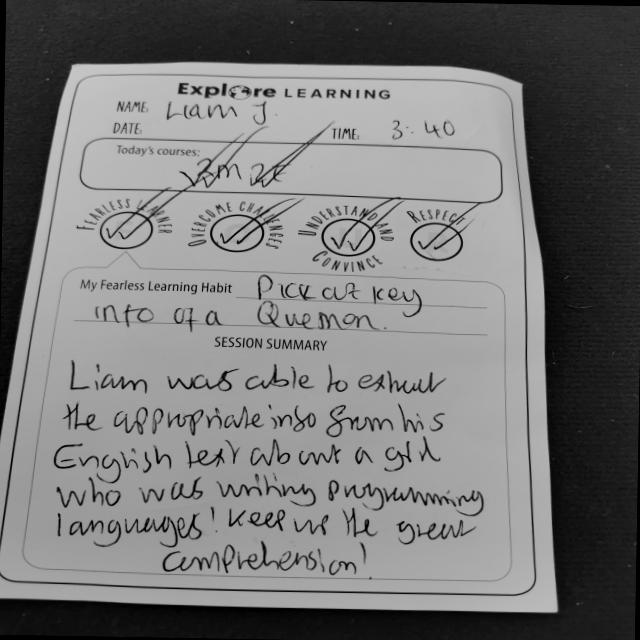 Explore LEARNING
NAME: Liam J.
DATE: TIME: 3:40
Today's courses:
3m 2E
FEARLESS LEARNER OVERCOME CHALLENGES UNDERSTAND AND CONVINCE RESPECT
My Fearless Learning Habit Pick out key
info of a
SESSION SUMMARY
Liam was able to extract
the appropriate info from his
English text about a girl
who was writing programming
languages! Keep up the great
comprehension!